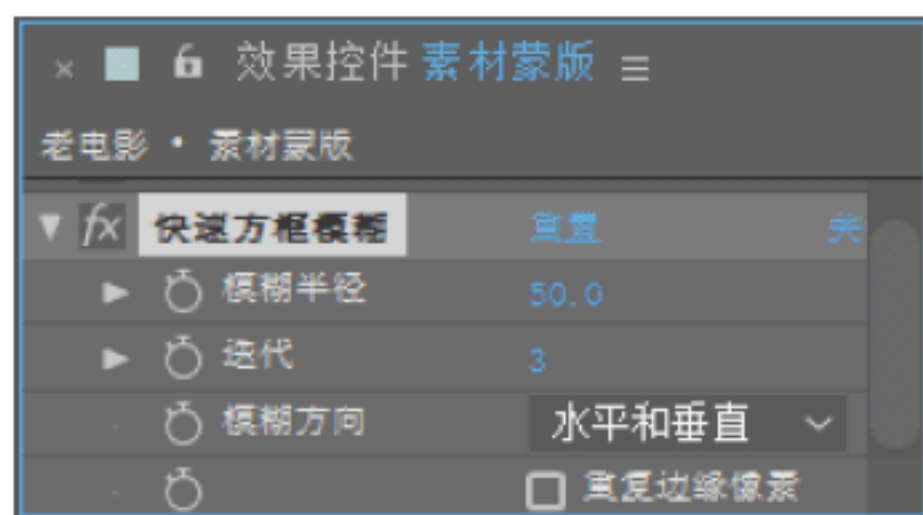 × 效果控件 素材蒙版 ≡
老电影 • 素材蒙版
fx 快速方框模糊 重置 关
模糊半径 50.0
迭代 3
模糊方向 水平和垂直
重复边缘像素